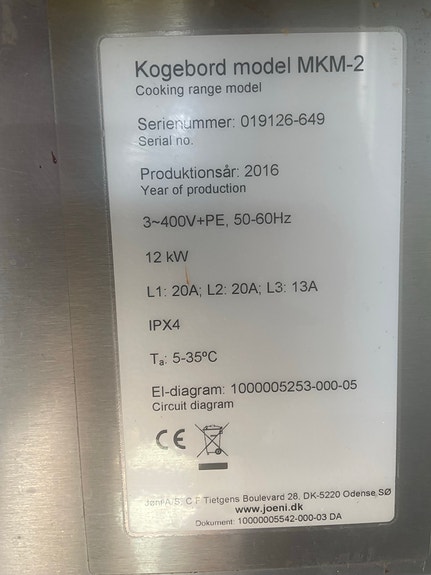 Kogebord model MKM-2
Cooking range model
Serienummer: 019126-649
Serial no.
Produktionsår: 2016
Year of production
3~400V+PE, 50-60Hz
12 kW
L1: 20A; L2: 20A; L3: 13A
IPX4
Ta: 5-35ºC
El-diagram: 1000005253-000-05
Circuit diagram
CE
Jøni A/S, C F Tietgens Boulevard 28, DK-5220 Odense SØ
www.joeni.dk
Dokument: 10000005542-000-03 DA